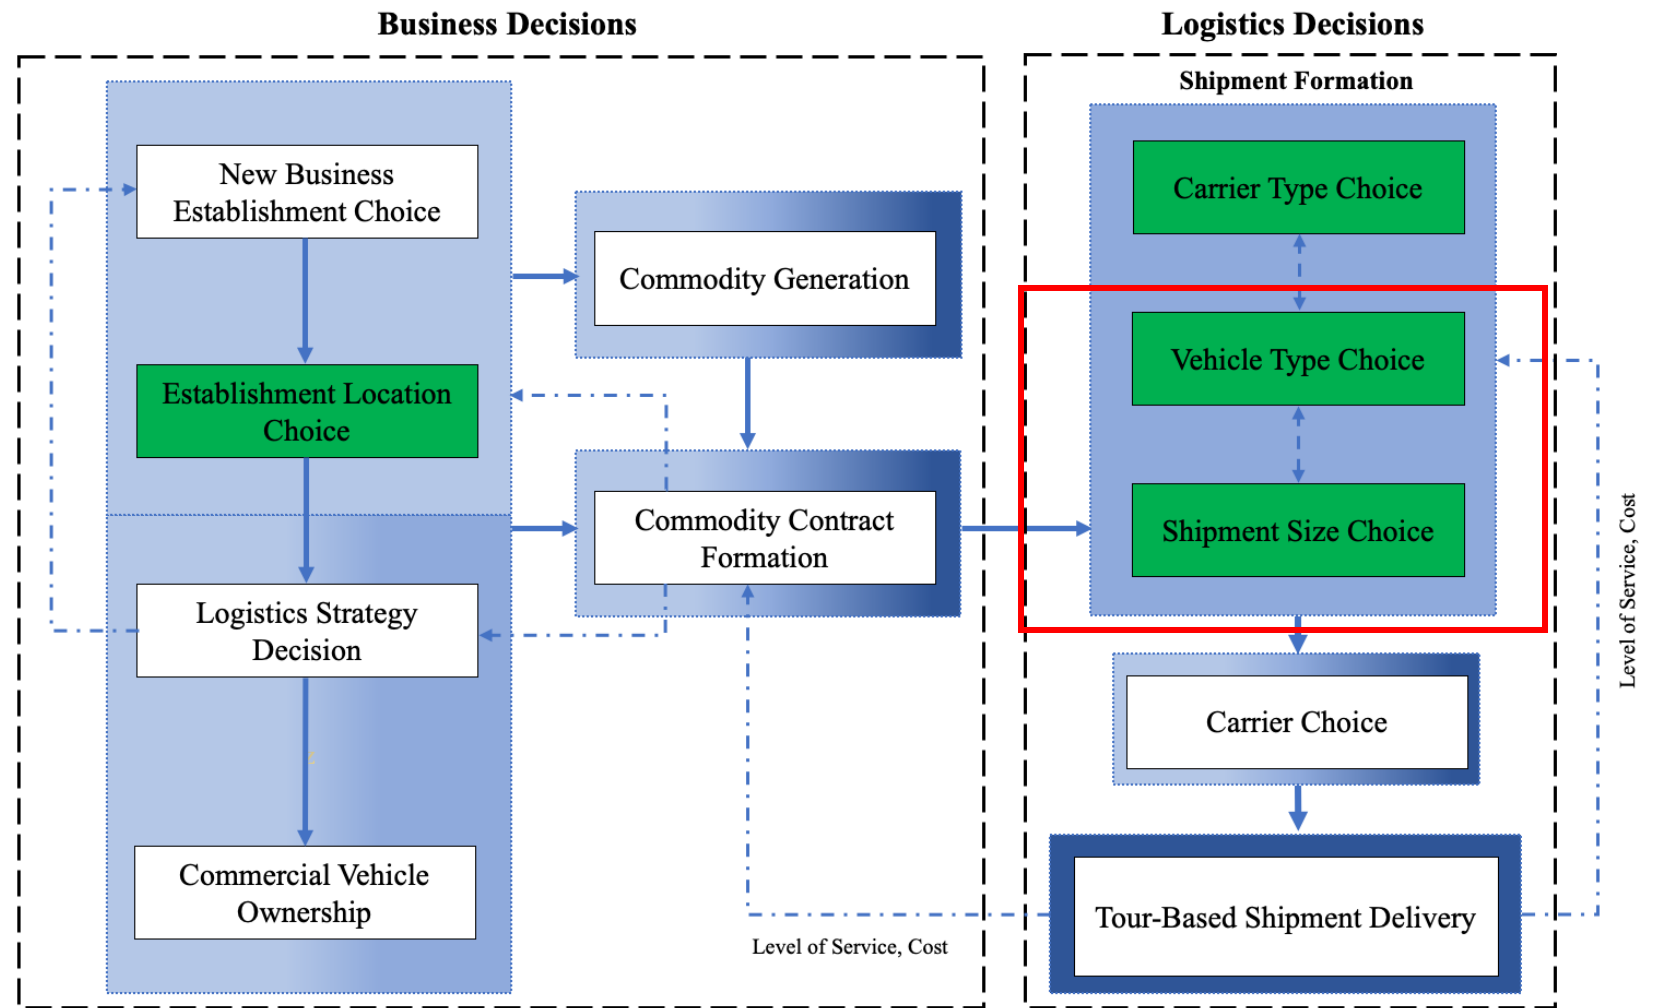 Business Decisions
New Business
Establishment Choice
Establishment Location
Choice
Logistics Strategy
Decision
Commercial Vehicle
Ownership
Commodity Generation
Commodity Contract
Formation
Level of Service, Cost
Logistics Decisions
Shipment Formation
Carrier Type Choice
Vehicle Type Choice
Shipment Size Choice
Carrier Choice
Tour-Based Shipment Delivery
Level of Service, Cost